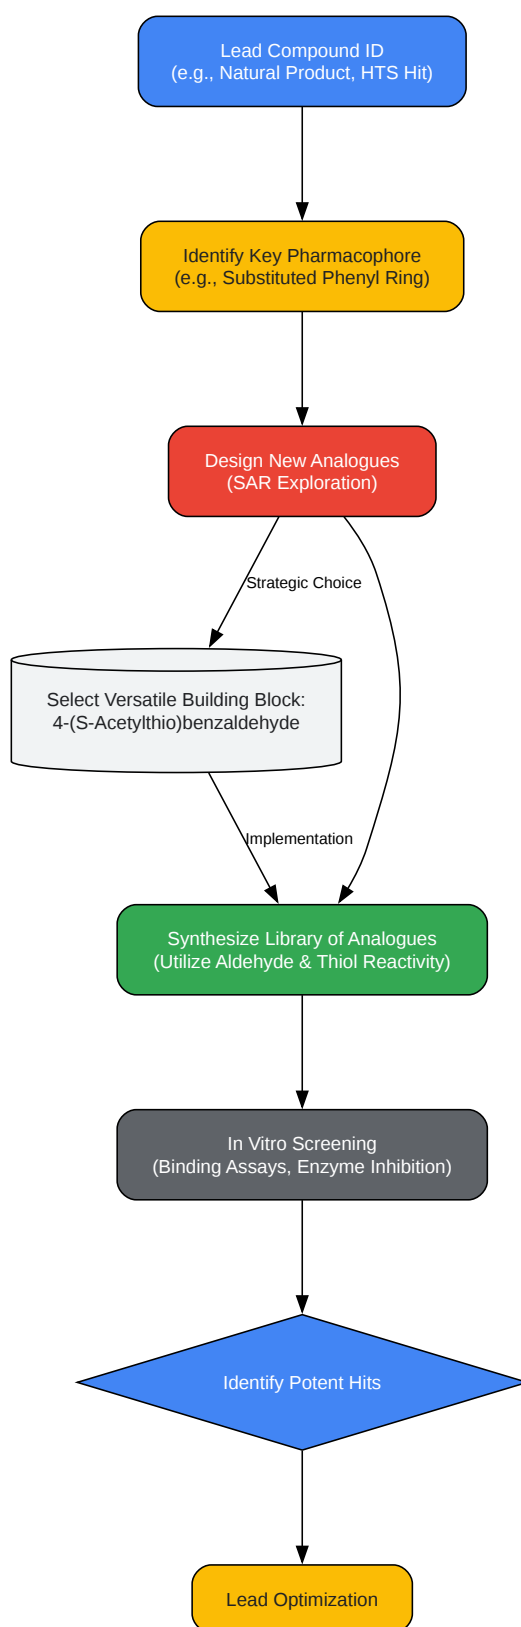 Lead Compound ID
(e.g., Natural Product, HTS Hit)
Identify Key Pharmacophore
(e.g., Substituted Phenyl Ring)
Design New Analogues
(SAR Exploration)
Strategic Choice
Select Versatile Building Block:
4-(S-Acetylthio)benzaldehyde
Implementation
Synthesize Library of Analogues
(Utilize Aldehyde & Thiol Reactivity)
In Vitro Screening
(Binding Assays, Enzyme Inhibition)
Identify Potent Hits
Lead Optimization